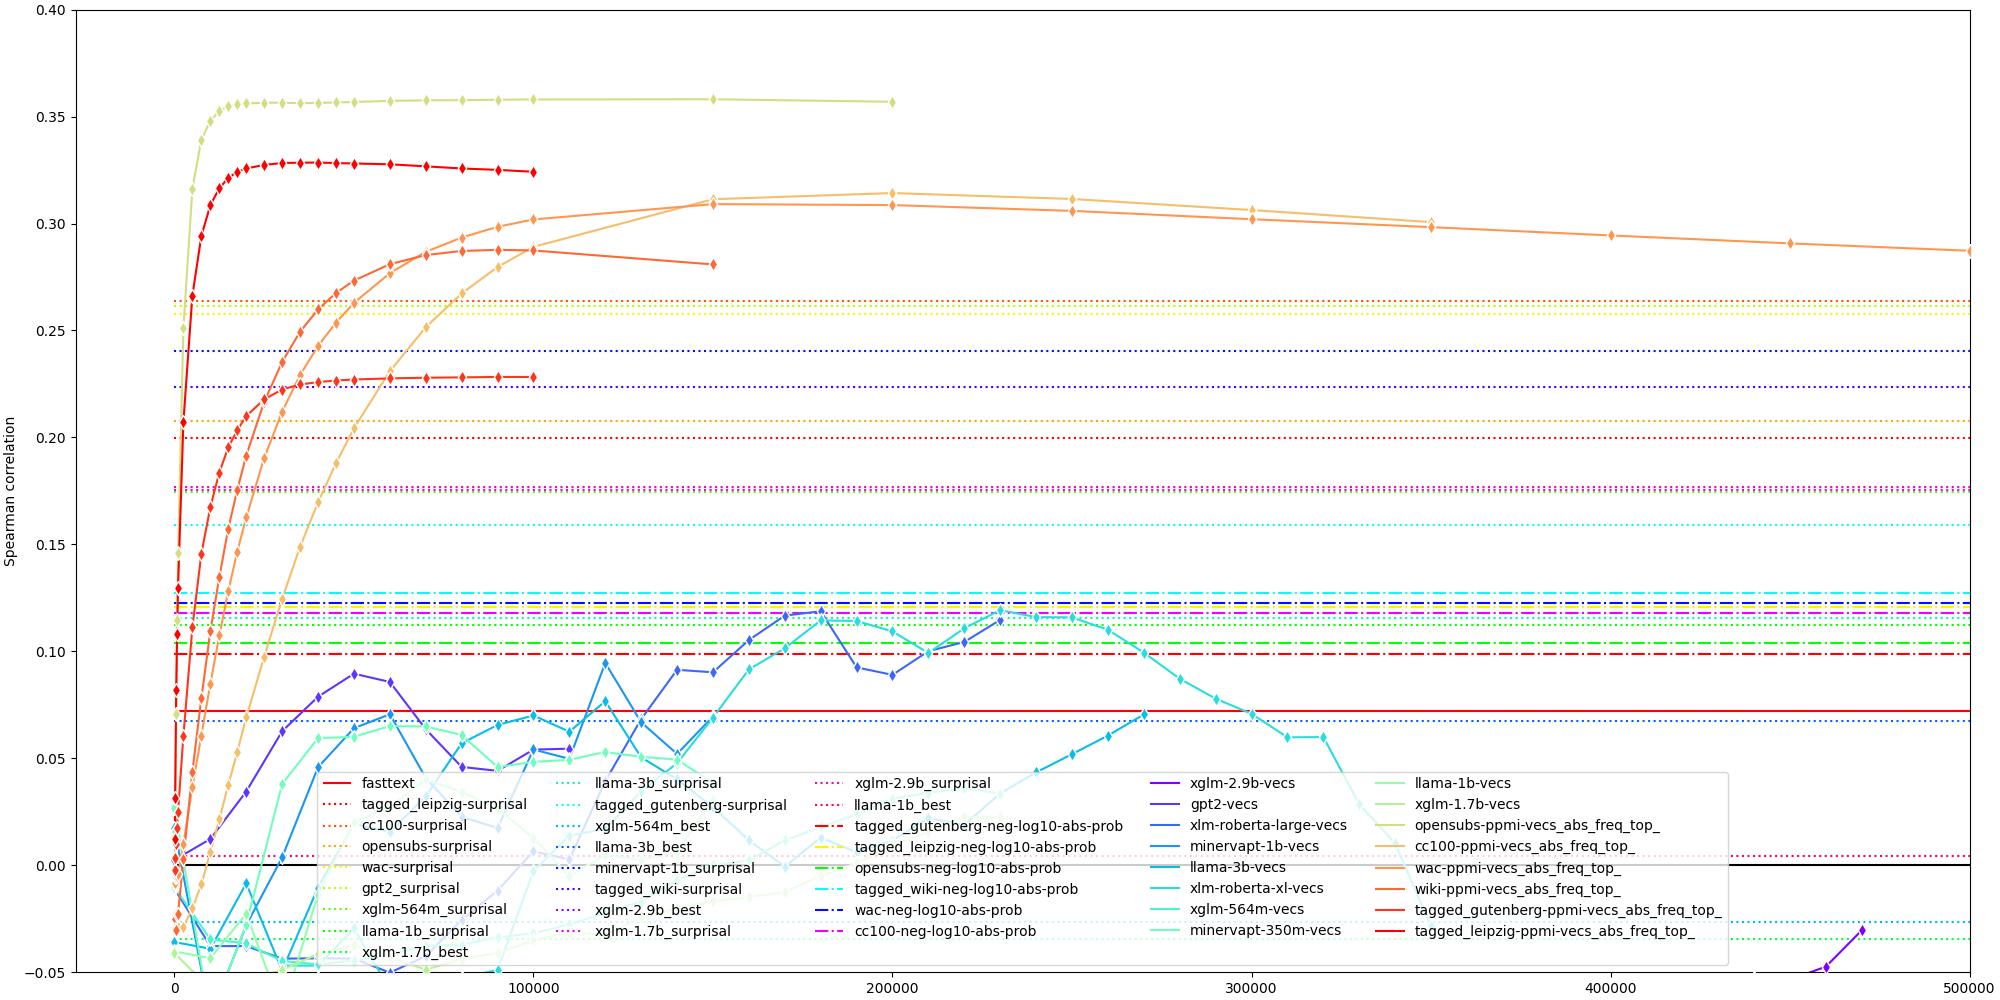 0.40
0.35
0.30
0.25
0.20
0.15
0.10
0.05
0.00
−0.05
Spearman correlation
0
100000
200000
300000
400000
500000
fasttext
tagged_leipzig-surprisal
cc100-surprisal
opensubs-surprisal
wac-surprisal
gpt2_surprisal
xglm-564m_surprisal
llama-1b_surprisal
xglm-1.7b_best
llama-3b_surprisal
tagged_gutenberg-surprisal
xglm-564m_best
llama-3b_best
minervapt-1b_surprisal
tagged_wiki-surprisal
xglm-2.9b_best
xglm-1.7b_surprisal
xglm-2.9b_surprisal
llama-1b_best
tagged_gutenberg-neg-log10-abs-prob
tagged_leipzig-neg-log10-abs-prob
opensubs-neg-log10-abs-prob
tagged_wiki-neg-log10-abs-prob
wac-neg-log10-abs-prob
cc100-neg-log10-abs-prob
xglm-2.9b-vecs
gpt2-vecs
xlm-roberta-large-vecs
minervapt-1b-vecs
llama-3b-vecs
xlm-roberta-xl-vecs
xglm-564m-vecs
minervapt-350m-vecs
llama-1b-vecs
xglm-1.7b-vecs
opensubs-ppmi-vecs_abs_freq_top_
cc100-ppmi-vecs_abs_freq_top_
wac-ppmi-vecs_abs_freq_top_
wiki-ppmi-vecs_abs_freq_top_
tagged_gutenberg-ppmi-vecs_abs_freq_top_
tagged_leipzig-ppmi-vecs_abs_freq_top_